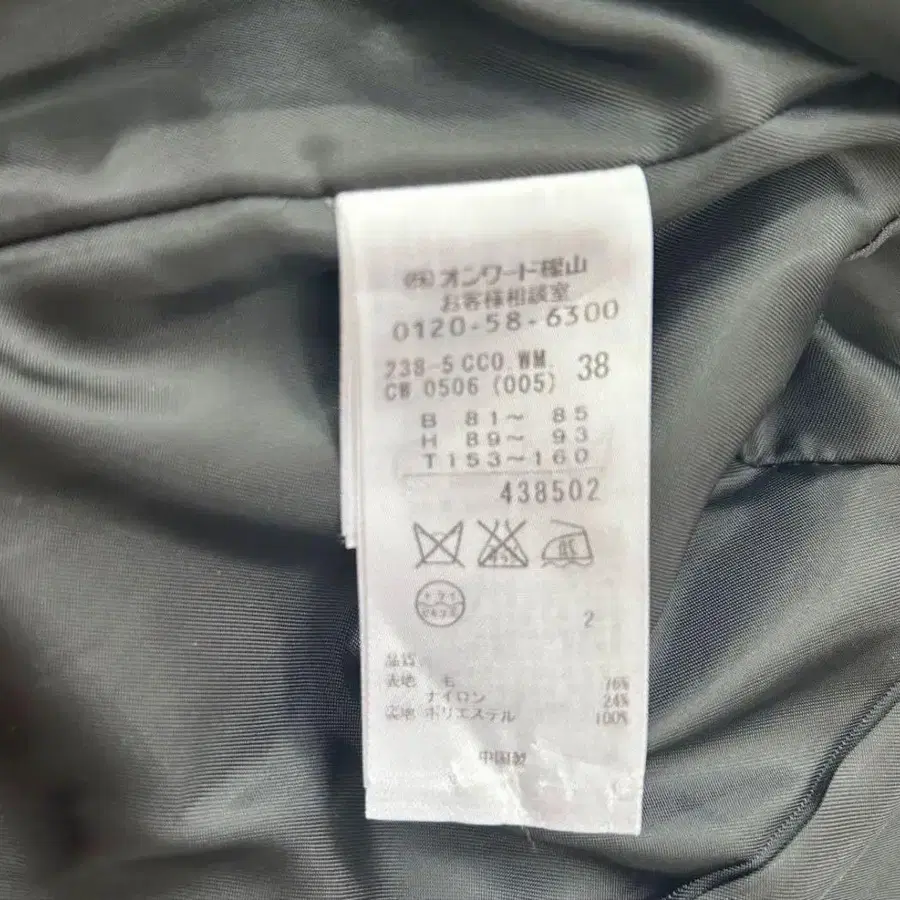 ㈱オンワード樫山
お客様相談室
0120-58-6300
238-5 CCO. WM. 38
CW 0506 (005)
B 81～ 85
H 89～ 93
T 153～160
438502
2
品質
表地 毛 76%
ナイロン 24%
裏地 ポリエステル 100%
中国製